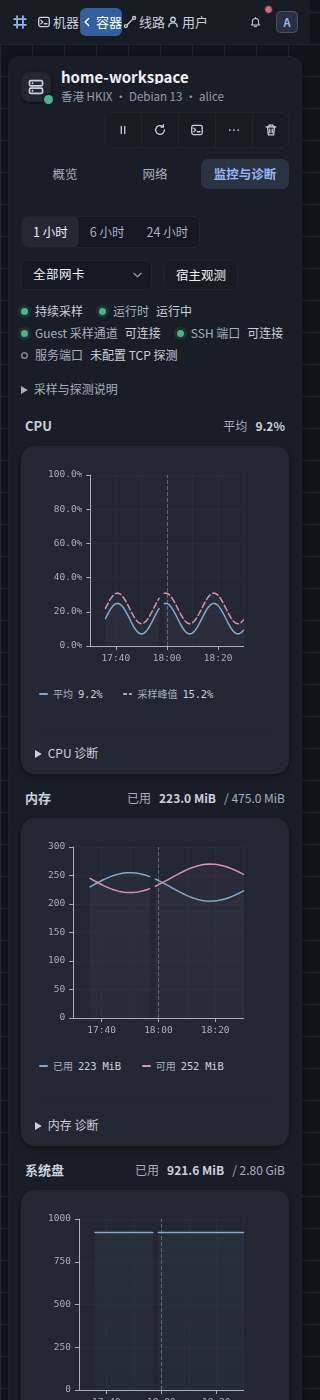 机器 容器 线路 用户 A
home-workspace
香港 HKIX • Debian 13 • alice
概览 网络 监控与诊断
1 小时 6 小时 24 小时
全部网卡 宿主观测
持续采样 运行时 运行中
Guest 采样通道 可连接 SSH 端口 可连接
服务端口 未配置 TCP 探测
采样与探测说明
CPU 平均 9.2%
100.0%
80.0%
60.0%
40.0%
20.0%
0.0%
17:40 18:00 18:20
平均 9.2% 采样峰值 15.2%
CPU 诊断
内存 已用 223.0 MiB / 475.0 MiB
300
250
200
150
100
50
0
17:40 18:00 18:20
已用 223 MiB 可用 252 MiB
内存 诊断
系统盘 已用 921.6 MiB / 2.80 GiB
1000
750
500
250
0